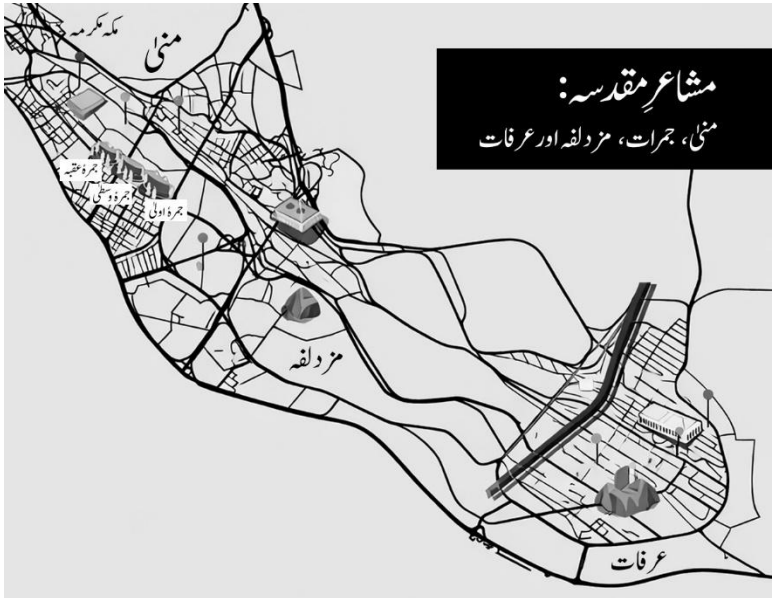 مشاعرِ مقدسہ:
منیٰ، جمرات، مزدلفہ اور عرفات
مکہ مکرمہ
منیٰ
جمرۂ عقبہ
جمرۂ وسطیٰ
جمرۂ اولیٰ
مزدلفہ
عرفات